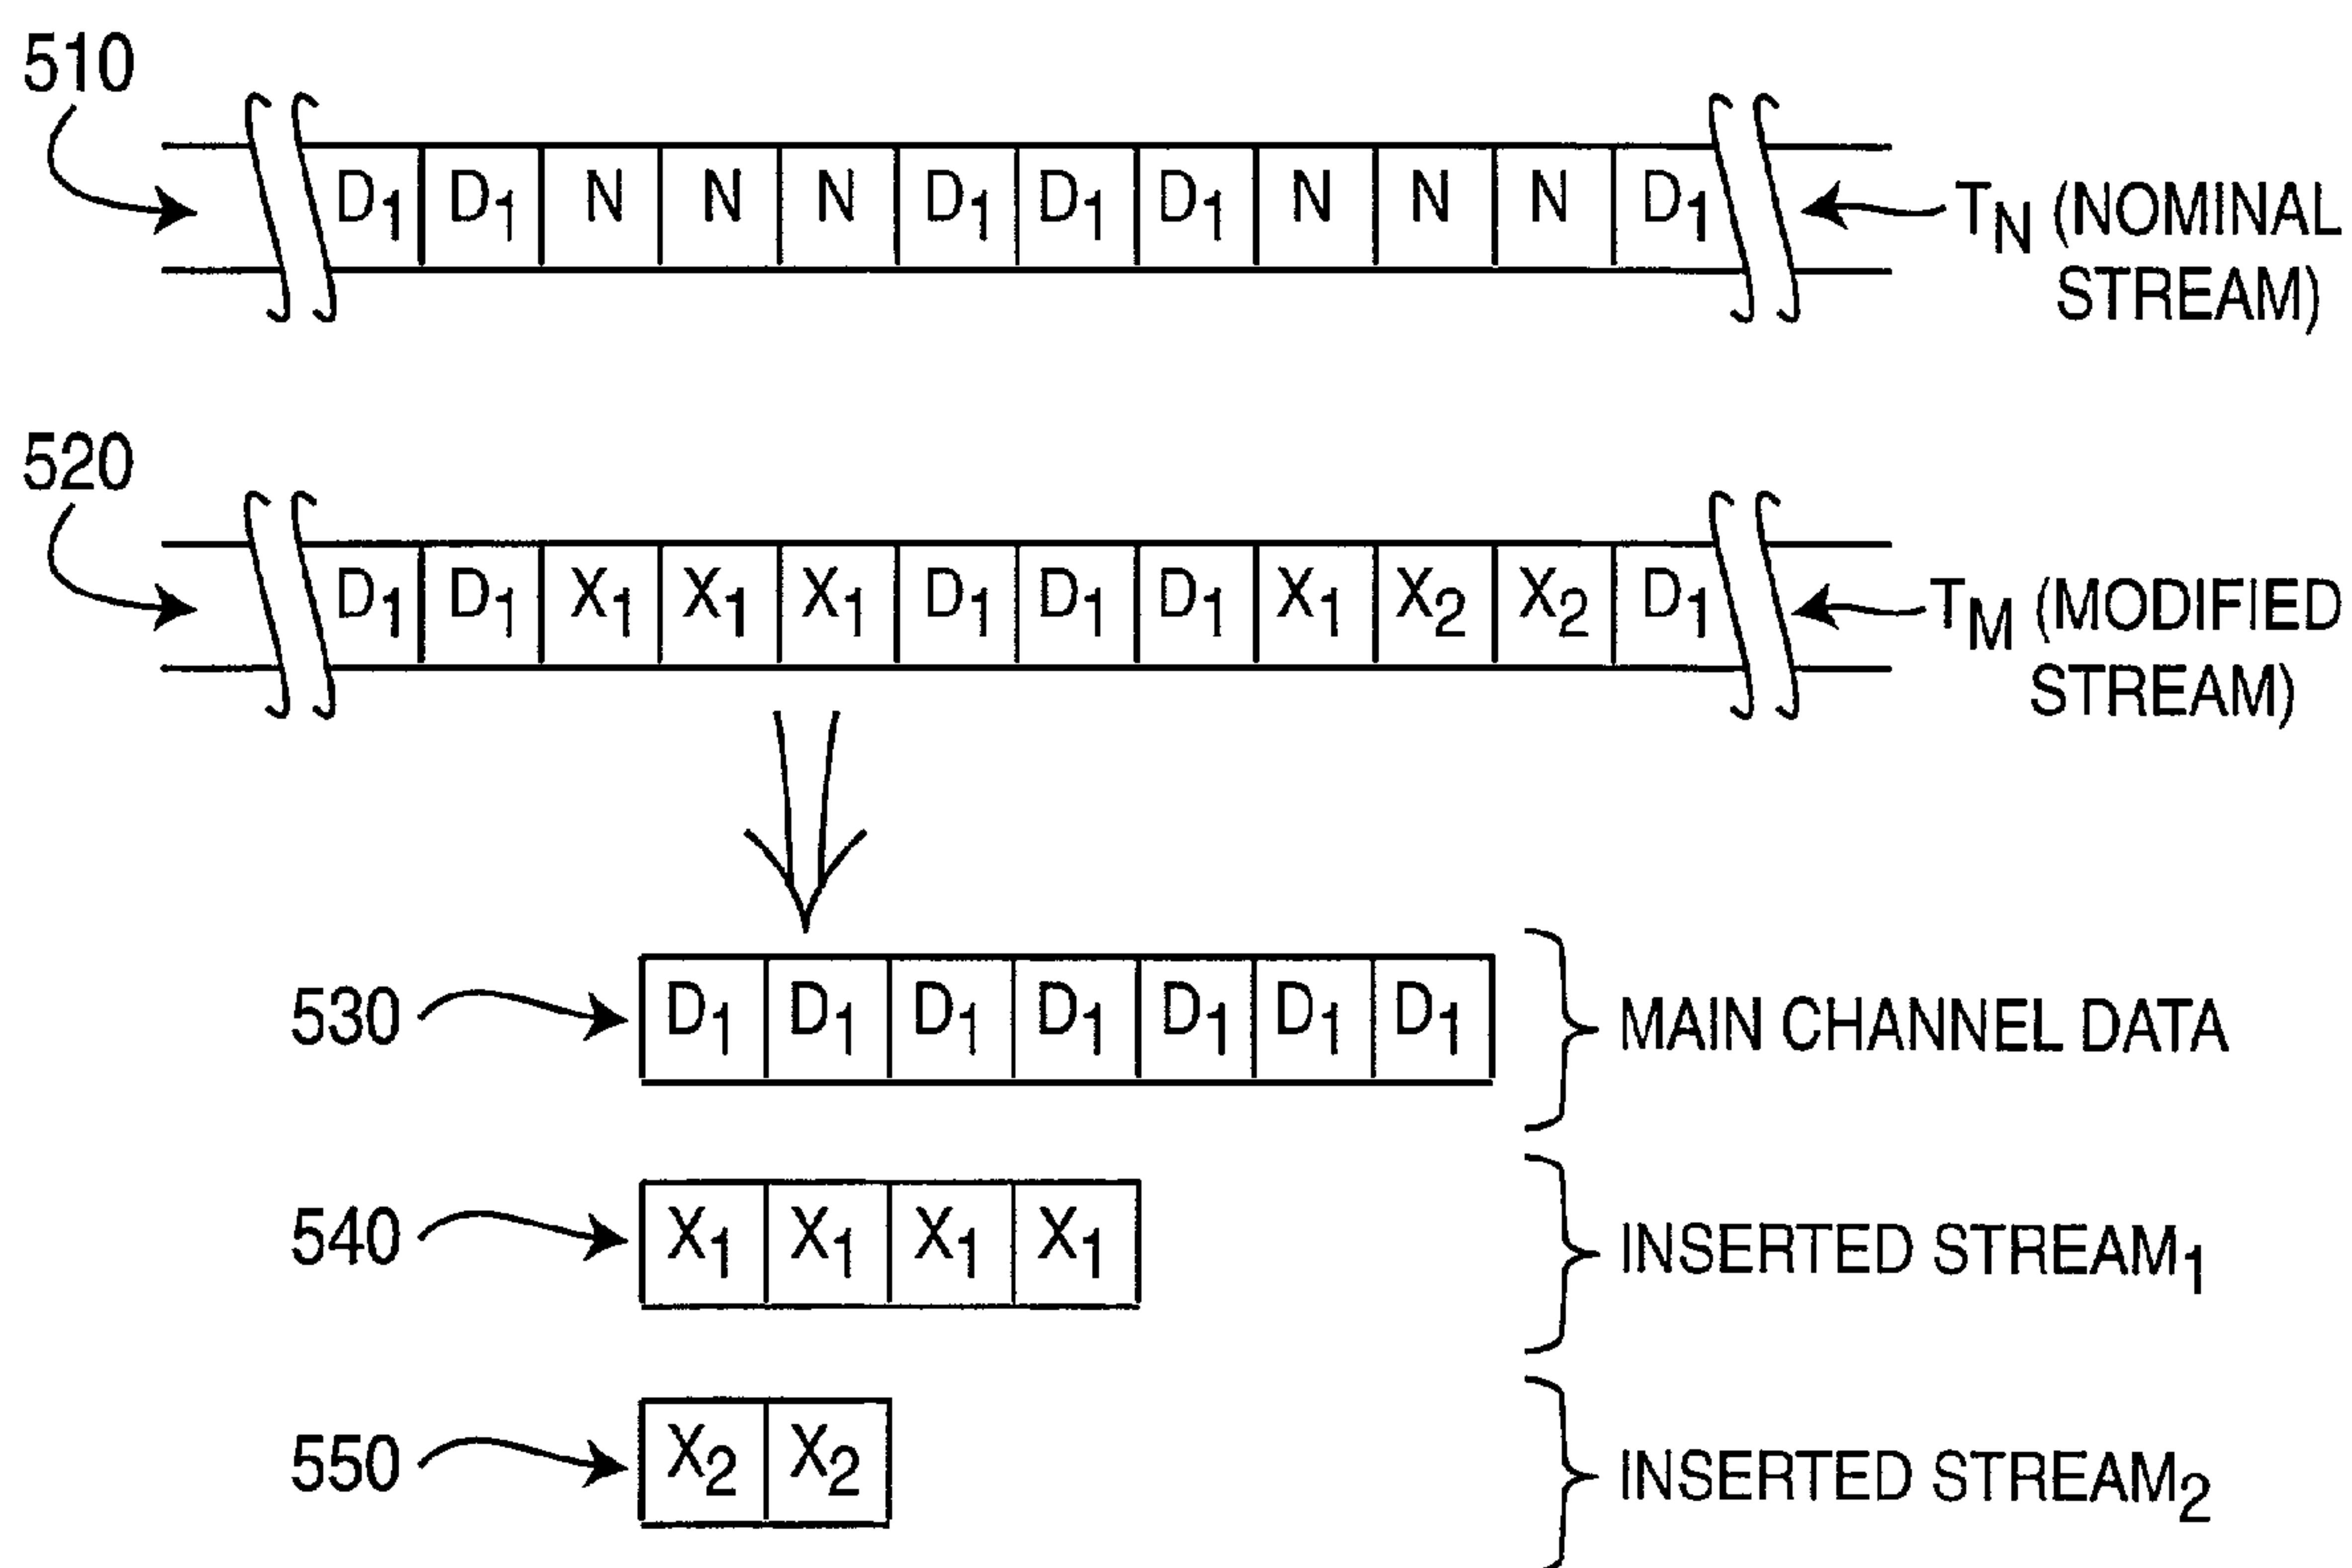 510
D₁ D₁ N N N D₁ D₁ D₁ N N N D₁
T_N (NOMINAL
STREAM)
520
D₁ D₁ X₁ X₁ X₁ D₁ D₁ D₁ X₁ X₂ X₂ D₁
T_M (MODIFIED
STREAM)
530 D₁ D₁ D₁ D₁ D₁ D₁ D₁ MAIN CHANNEL DATA
540 X₁ X₁ X₁ X₁ INSERTED STREAM₁
550 X₂ X₂ INSERTED STREAM₂